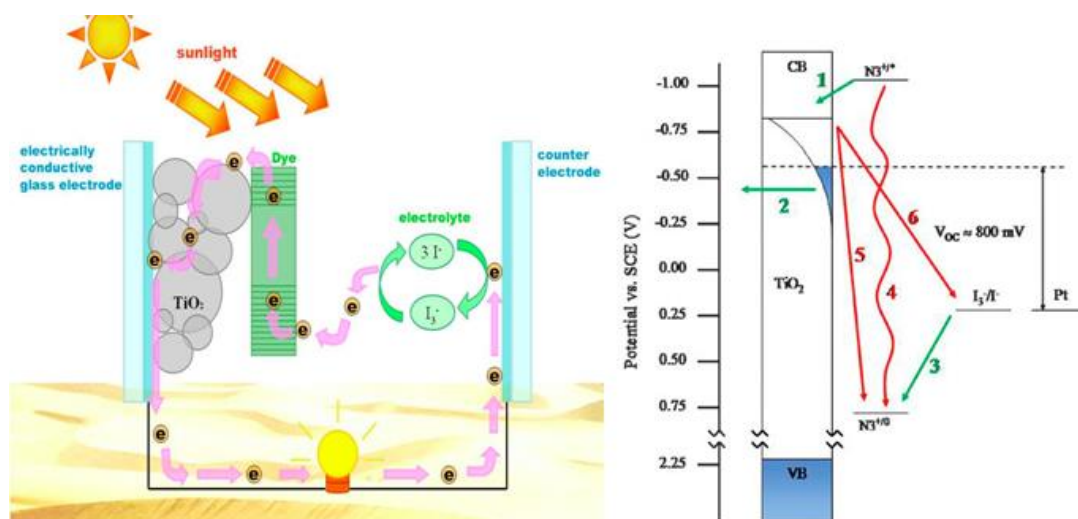 sunlight
electrically
conductive
glass electrode
Dye
counter
electrode
electrolyte
3 I-
I3-
TiO2
e
e
e
e
e
e
e
e
e
e
e
e
e
e
Potential vs. SCE (V)
-1.00
-0.75
-0.50
-0.25
0.00
0.25
0.50
0.75
2.25
CB
1
N3+/*
2
TiO2
6
5
4
VOC ≈ 800 mV
I3-/I-
Pt
3
N3+/0
VB